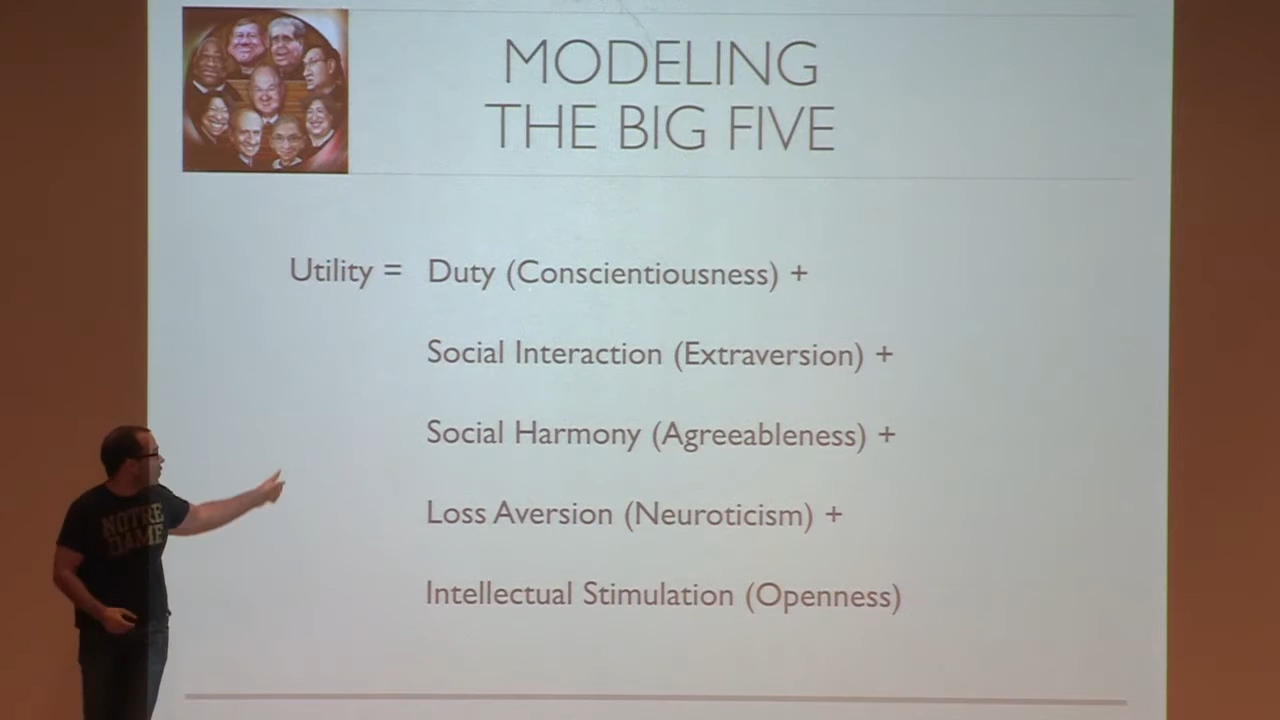 MODELING
THE BIG FIVE
Utility = Duty (Conscientiousness) +
Social Interaction (Extraversion) +
Social Harmony (Agreeableness) +
Loss Aversion (Neuroticism) +
Intellectual Stimulation (Openness)
NOTRE
DAME